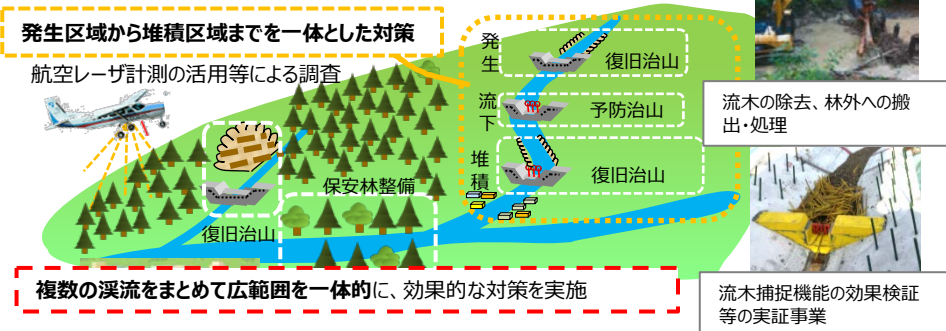 発生区域から堆積区域までを一体とした対策
航空レーザ計測の活用等による調査
発生
復旧治山
流下
予防治山
堆積
復旧治山
保安林整備
復旧治山
複数の渓流をまとめて広範囲を一体的に、効果的な対策を実施
流木の除去、林外への搬
出・処理
流木捕捉機能の効果検証
等の実証事業